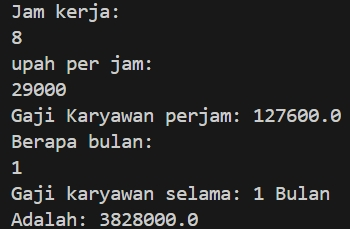 Jam kerja:
8
upah per jam:
29000
Gaji Karyawan perjam: 127600.0
Berapa bulan:
1
Gaji karyawan selama: 1 Bulan
Adalah: 3828000.0